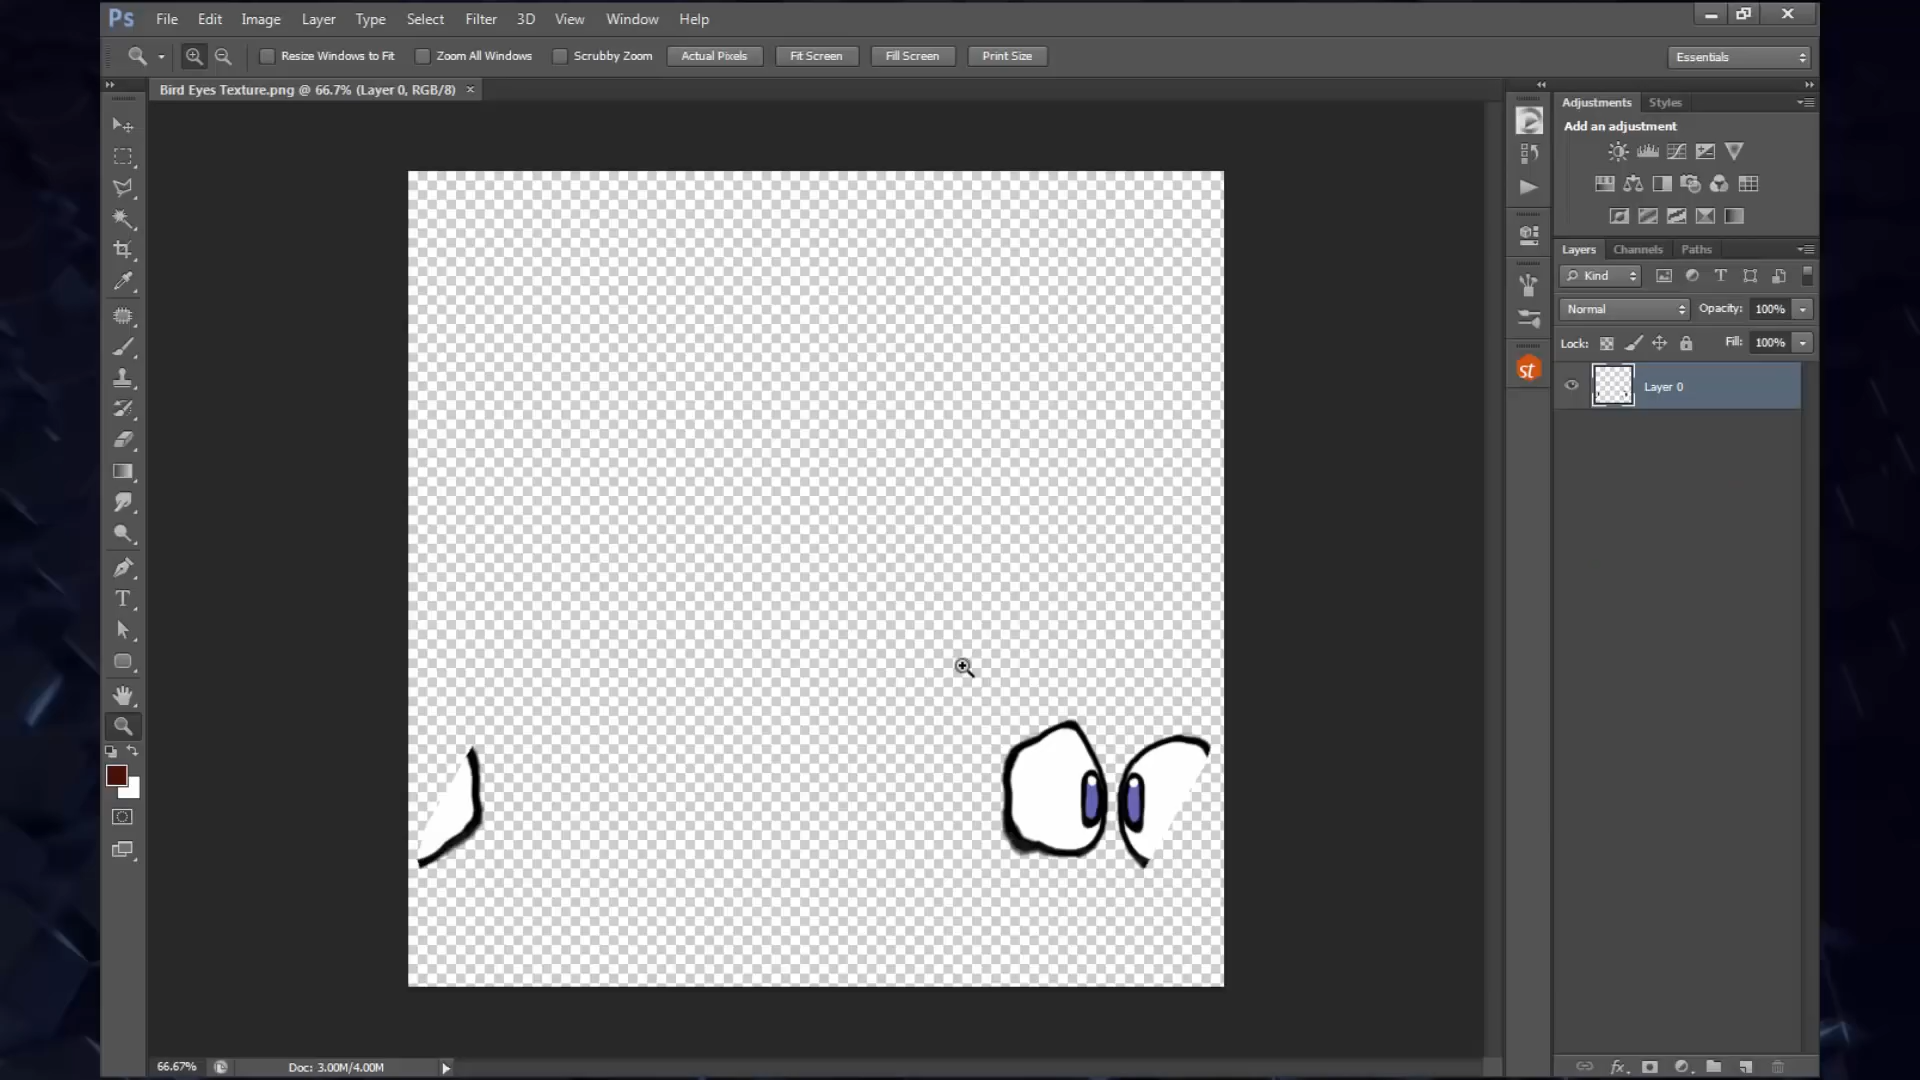 Ps File Edit Image Layer Type Select Filter 3D View Window Help
Resize Windows to Fit Zoom All Windows Scrubby Zoom Actual Pixels Fit Screen Fill Screen Print Size Essentials
Bird Eyes Texture.png @ 66.7% (Layer 0, RGB/8) ×
Adjustments Styles
Add an adjustment
Layers Channels Paths
Kind
Normal Opacity: 100%
Lock: Fill: 100%
st
Layer 0
66.67% Doc: 3.00M/4.00M